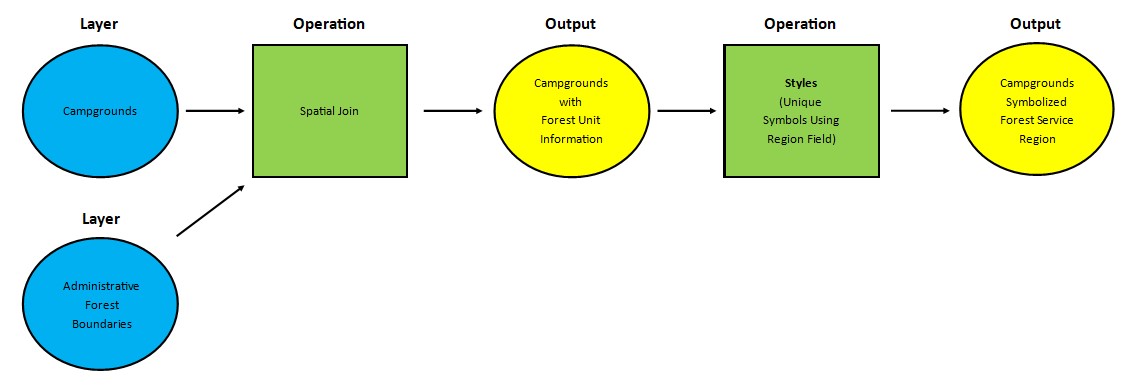 Layer
Operation
Output
Operation
Output
Campgrounds
Spatial Join
Campgrounds
with
Forest Unit
Information
Styles
(Unique
Symbols Using
Region Field)
Campgrounds
Symbolized
Forest Service
Region
Layer
Administrative
Forest
Boundaries